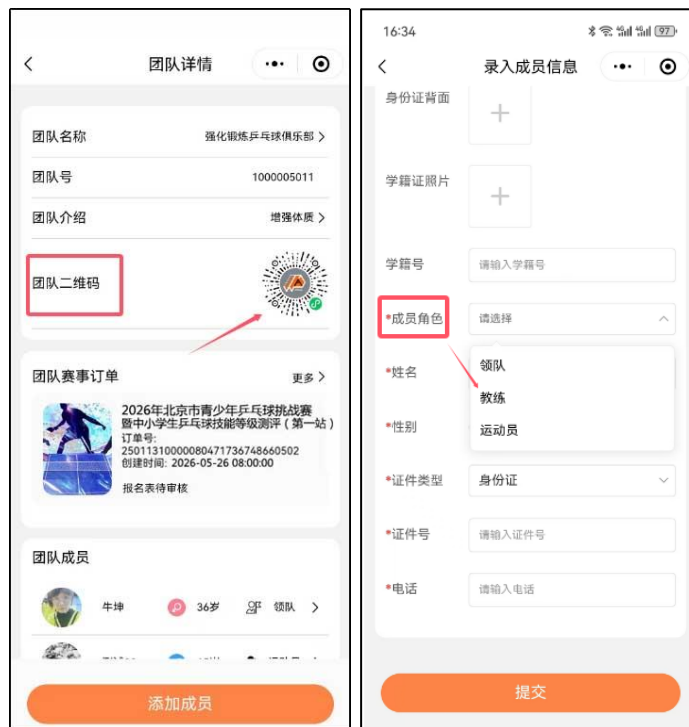 团队详情
团队名称 强化锻炼乒乓球俱乐部
团队号 1000005011
团队介绍 增强体质
团队二维码
团队赛事订单 更多
2026年北京市青少年乒乓球挑战赛
暨中小学生乒乓球技能等级测评（第一站）
订单号:
25011310000080471736748660502
创建时间: 2026-05-26 08:00:00
报名表待审核
团队成员
牛坤 36岁 领队
添加成员
16:34 97
录入成员信息
身份证背面
学籍证照片
学籍号 请输入学籍号
*成员角色 请选择
领队
*姓名
教练
*性别
运动员
*证件类型 身份证
*证件号 请输入证件号
*电话 请输入电话
提交